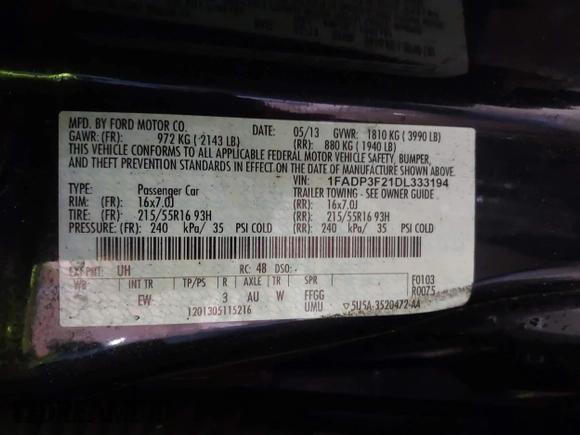 MFD. BY FORD MOTOR CO.
DATE: 05/13 GVWR: 1810 KG ( 3990 LB)
GAWR: (FR): 972 KG ( 2143 LB) (RR): 880 KG ( 1940 LB)
THIS VEHICLE CONFORMS TO ALL APPLICABLE FEDERAL MOTOR VEHICLE SAFETY, BUMPER,
AND THEFT PREVENTION STANDARDS IN EFFECT ON THE DATE OF MANUFACTURE SHOWN ABOVE.
VIN: 1FADP3F21DL333194
TYPE: Passenger Car TRAILER TOWING - SEE OWNER GUIDE
RIM: (FR): 16x7.0J (RR): 16x7.0J
TIRE: (FR): 215/55R16 93H (RR): 215/55R16 93H
PRESSURE: (FR): 240 kPa/ 35 PSI COLD (RR): 240 kPa/ 35 PSI COLD
EXT PNT: UH RC: 48 DSO: F0103
WB INT TR TP/PS R AXLE TR SPR R0075
EW 3 AU W FFGG
1201305115216 UMU 5U5A-3520472-AA